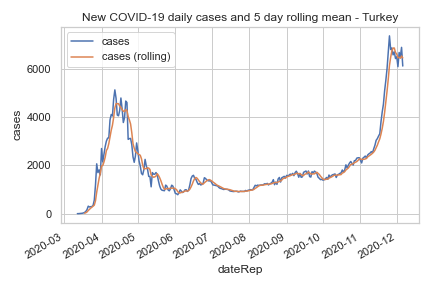 New COVID-19 daily cases and 5 day rolling mean - Turkey
cases
cases (rolling)
cases
6000
4000
2000
0
2020-03
2020-04
2020-05
2020-06
2020-07
2020-08
2020-09
2020-10
2020-11
2020-12
dateRep